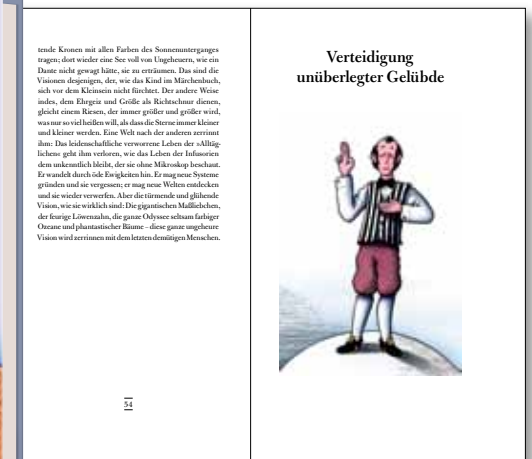 tende Kronen mit allen Farben des Sonnenunterganges
tragen; dort wieder eine See voll von Ungeheuern, wie ein
Dante nicht gewagt hätte, sie zu erträumen. Das sind die
Visionen desjenigen, der, wie das Kind im Märchenbuch,
sich vor dem Kleinsein nicht fürchtet. Der andere Weise
indes, dem Ehrgeiz und Größe als Richtschnur dienen,
gleicht einem Riesen, der immer größer und größer wird,
was nur so viel heißen will, als dass die Sterne immer kleiner
und kleiner werden. Eine Welt nach der anderen zerrinnt
ihm: Das leidenschaftliche verworrene Leben der »Alltäg-
lichen« geht ihm verloren, wie das Leben der Infusorien
dem unkenntlich bleibt, der sie ohne Mikroskop beschaut.
Er wandelt durch öde Ewigkeiten hin. Er mag neue Systeme
gründen und sie vergessen; er mag neue Welten entdecken
und sie wieder verwerfen. Aber die türmende und glühende
Vision, wie sie wirklich sind: Die gigantischen Maßliebchen,
der feurige Löwenzahn, die ganze Odyssee seltsam farbiger
Ozeane und phantastischer Bäume – diese ganze ungeheure
Vision wird zerrinnen mit dem letzten demütigen Menschen.
54
Verteidigung
unüberlegter Gelübde